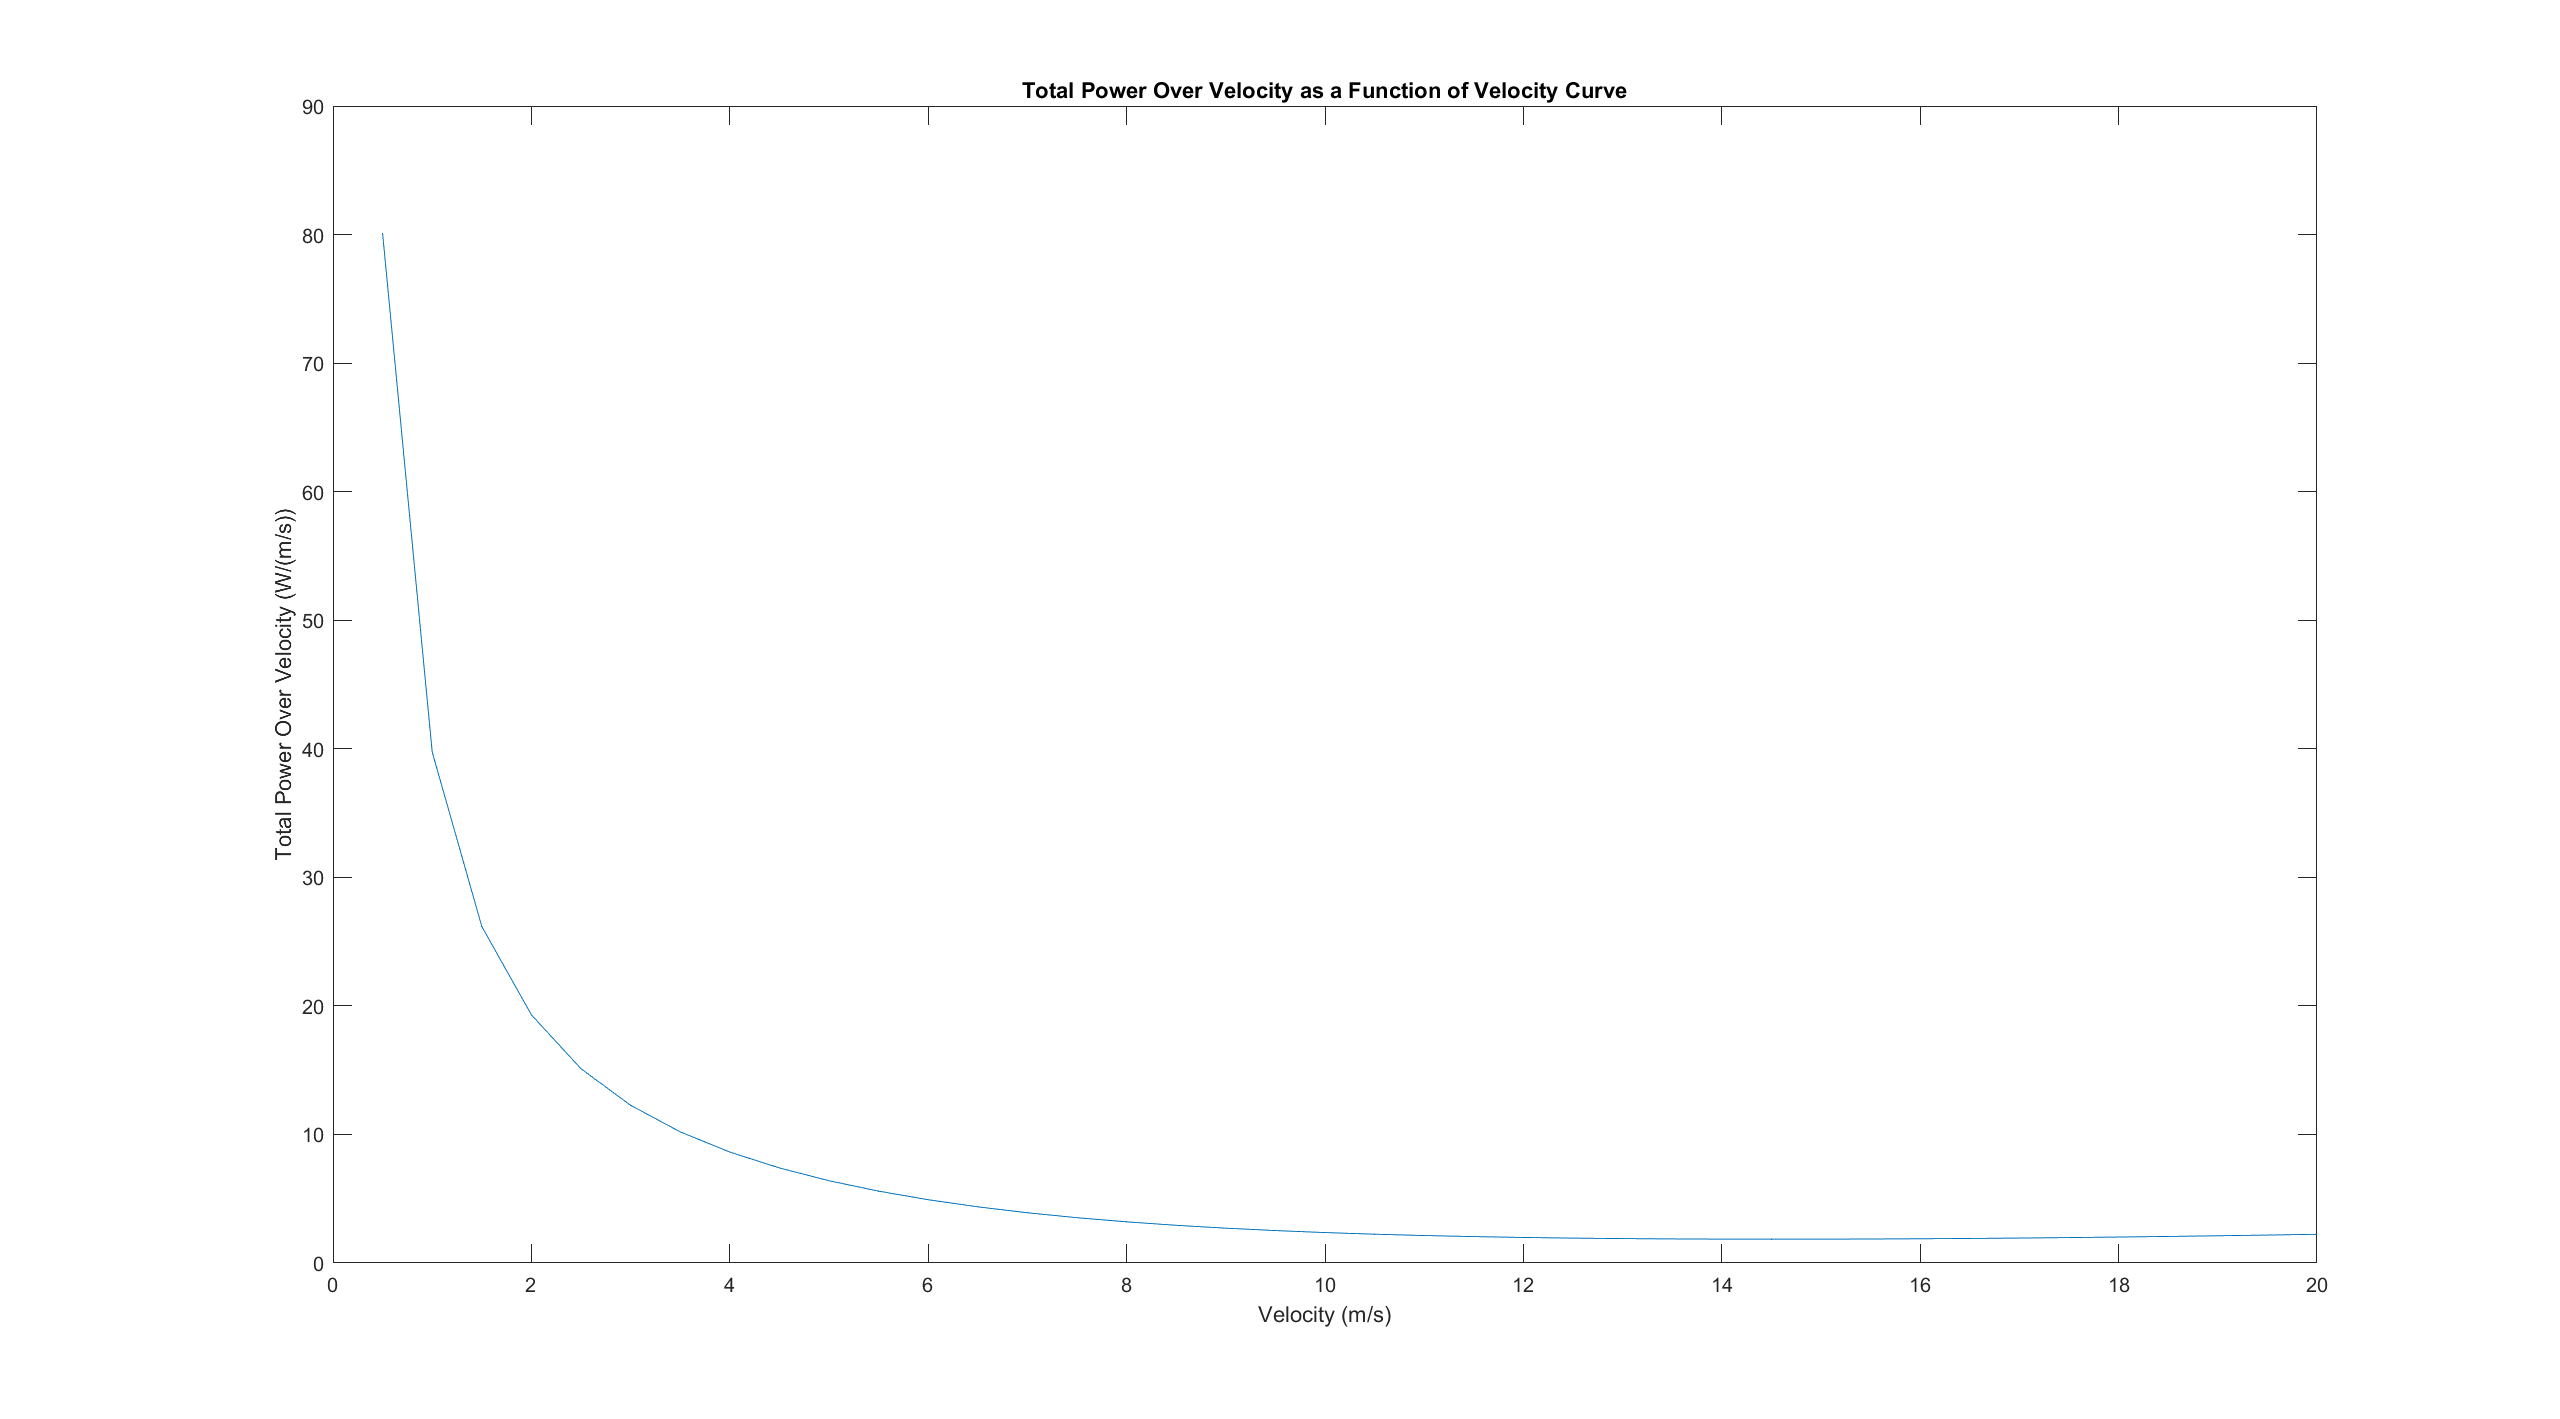 Total Power Over Velocity as a Function of Velocity Curve
90
80
70
60
50
40
30
20
10
0
Total Power Over Velocity (W/(m/s))
0 2 4 6 8 10 12 14 16 18 20
Velocity (m/s)